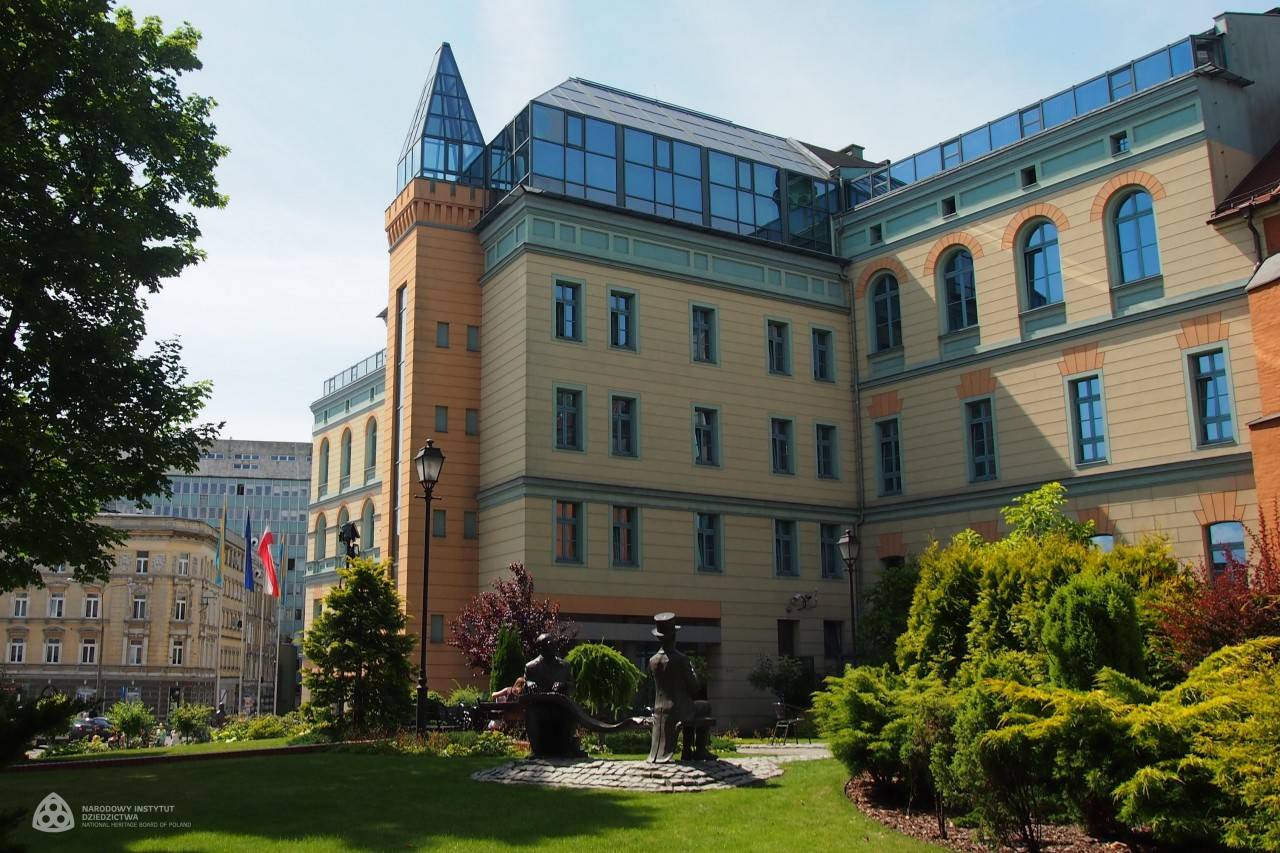 NARODOWY INSTYTUT
DZIEDZICTWA
NATIONAL HERITAGE BOARD OF POLAND